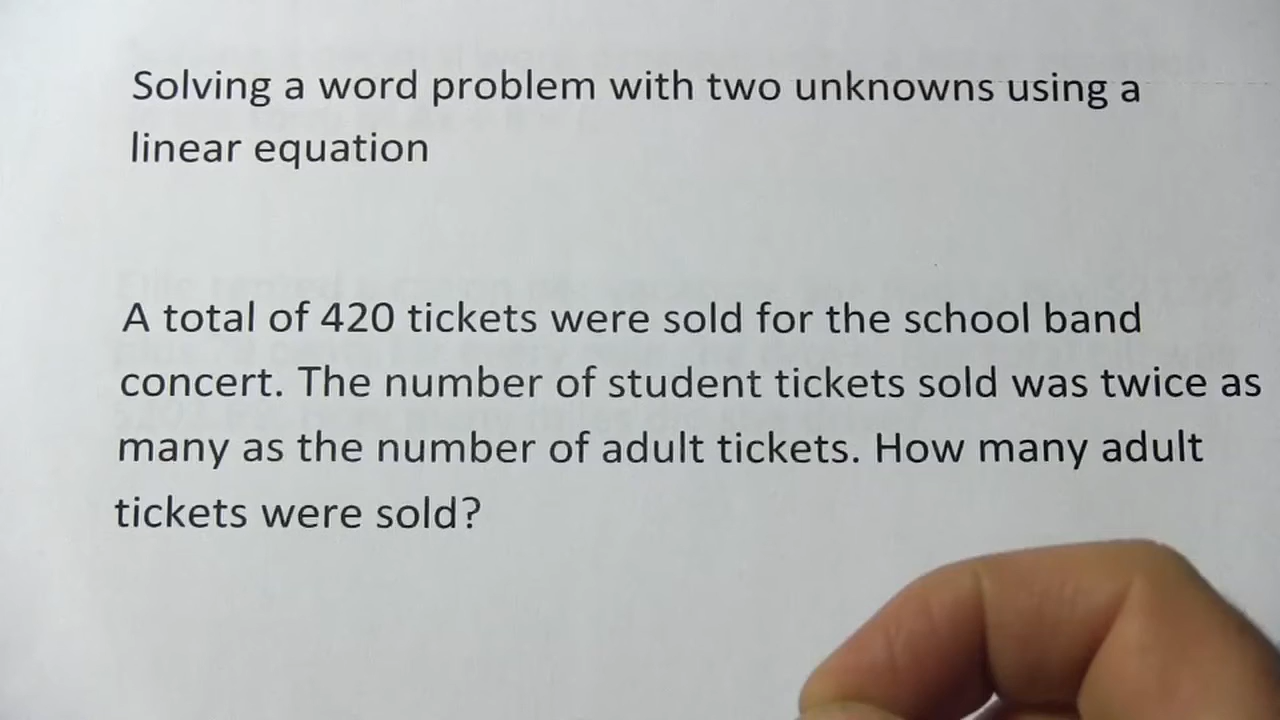 Solving a word problem with two unknowns using a
linear equation
A total of 420 tickets were sold for the school band
concert. The number of student tickets sold was twice as
many as the number of adult tickets. How many adult
tickets were sold?